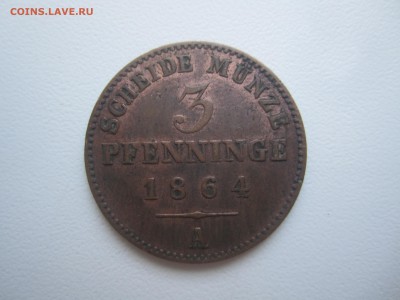 COINS.LAVE.RU
SCHEIDE MÜNZE
3
PFENNINGE
1864
A